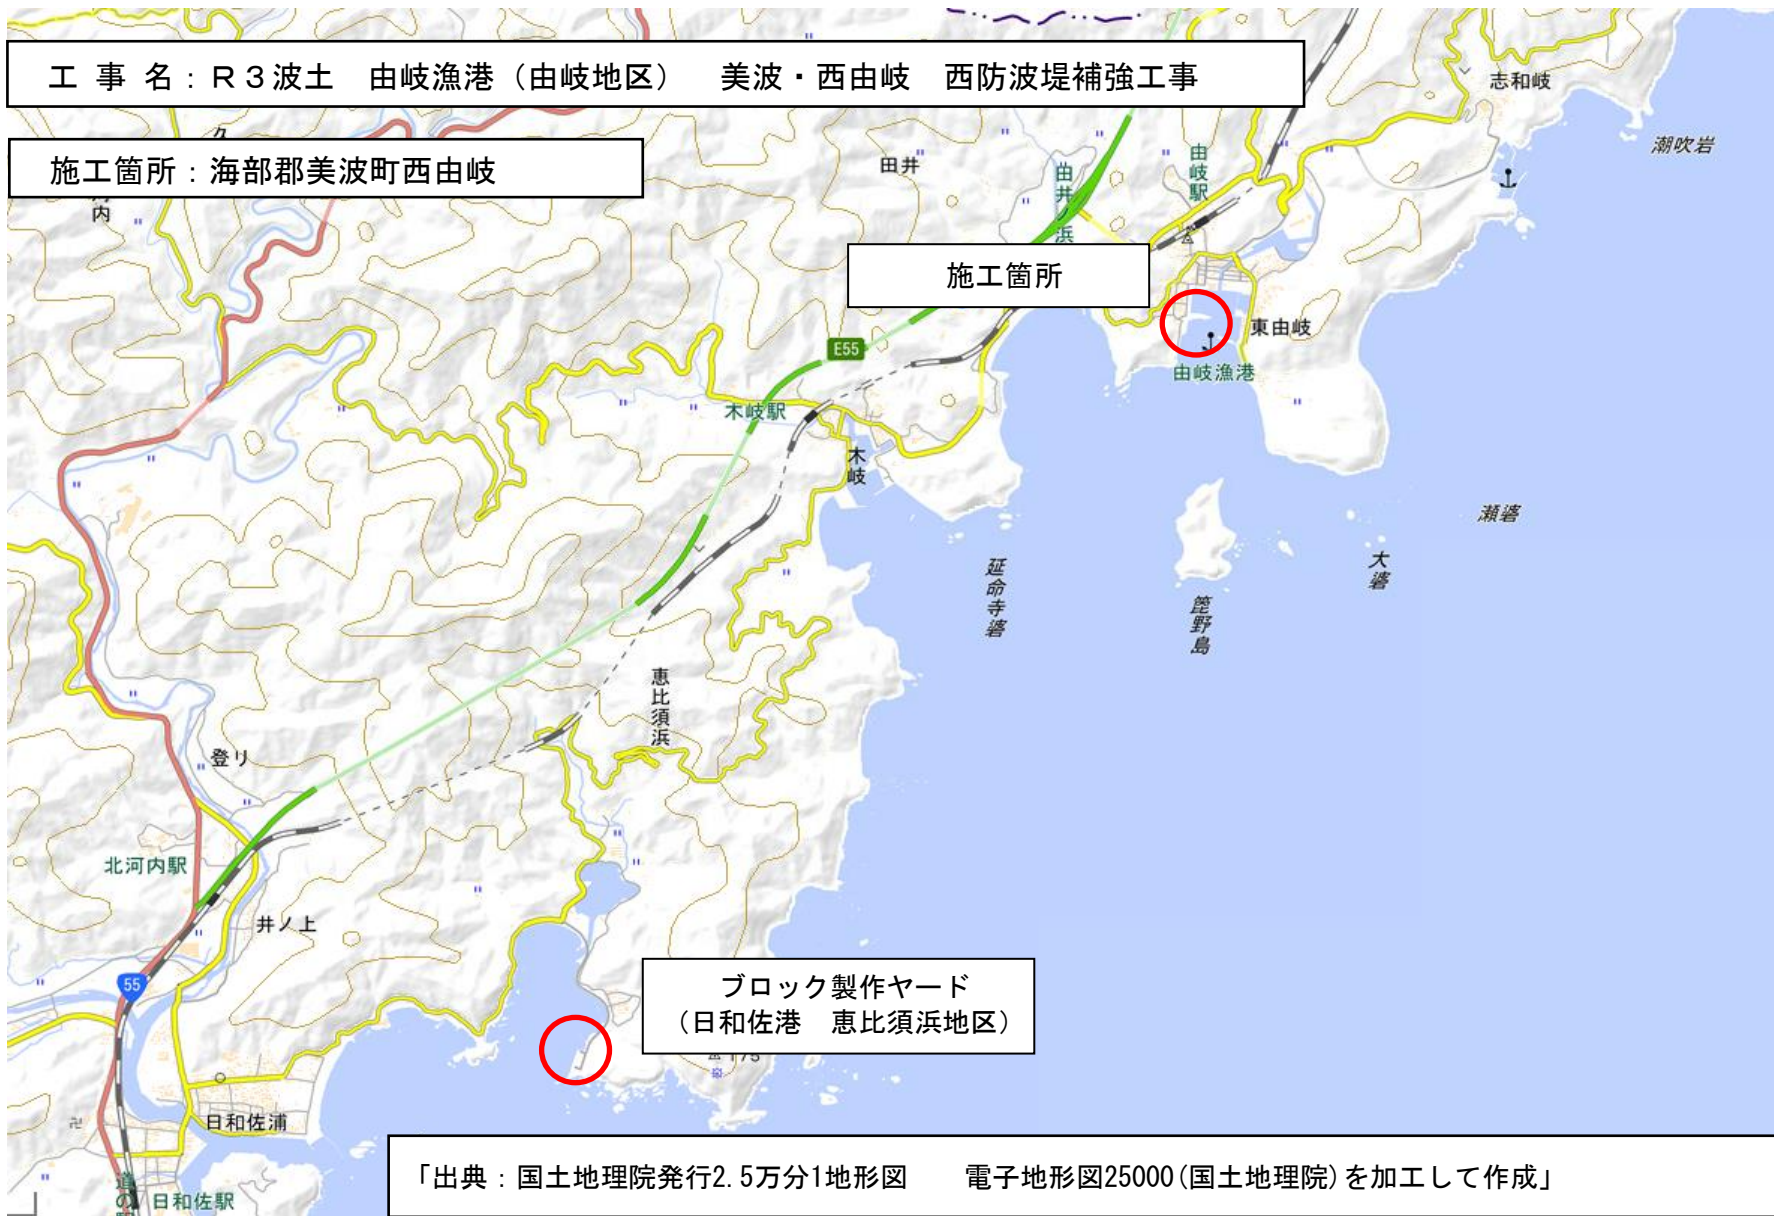 工 事 名：Ｒ３波土　由岐漁港（由岐地区）　美波・西由岐　西防波堤補強工事
施工箇所：海部郡美波町西由岐
志和岐
潮吹岩
田井
由井ノ浜
由岐駅
施工箇所
東由岐
由岐漁港
E55
木岐駅
木岐
瀬碆
大碆
延命寺碆
箆野島
恵比須浜
登り
北河内駅
井ノ上
55
ブロック製作ヤード
（日和佐港　恵比須浜地区）
日和佐浦
日和佐駅
「出典：国土地理院発行2.5万分1地形図　　電子地形図25000(国土地理院)を加工して作成」